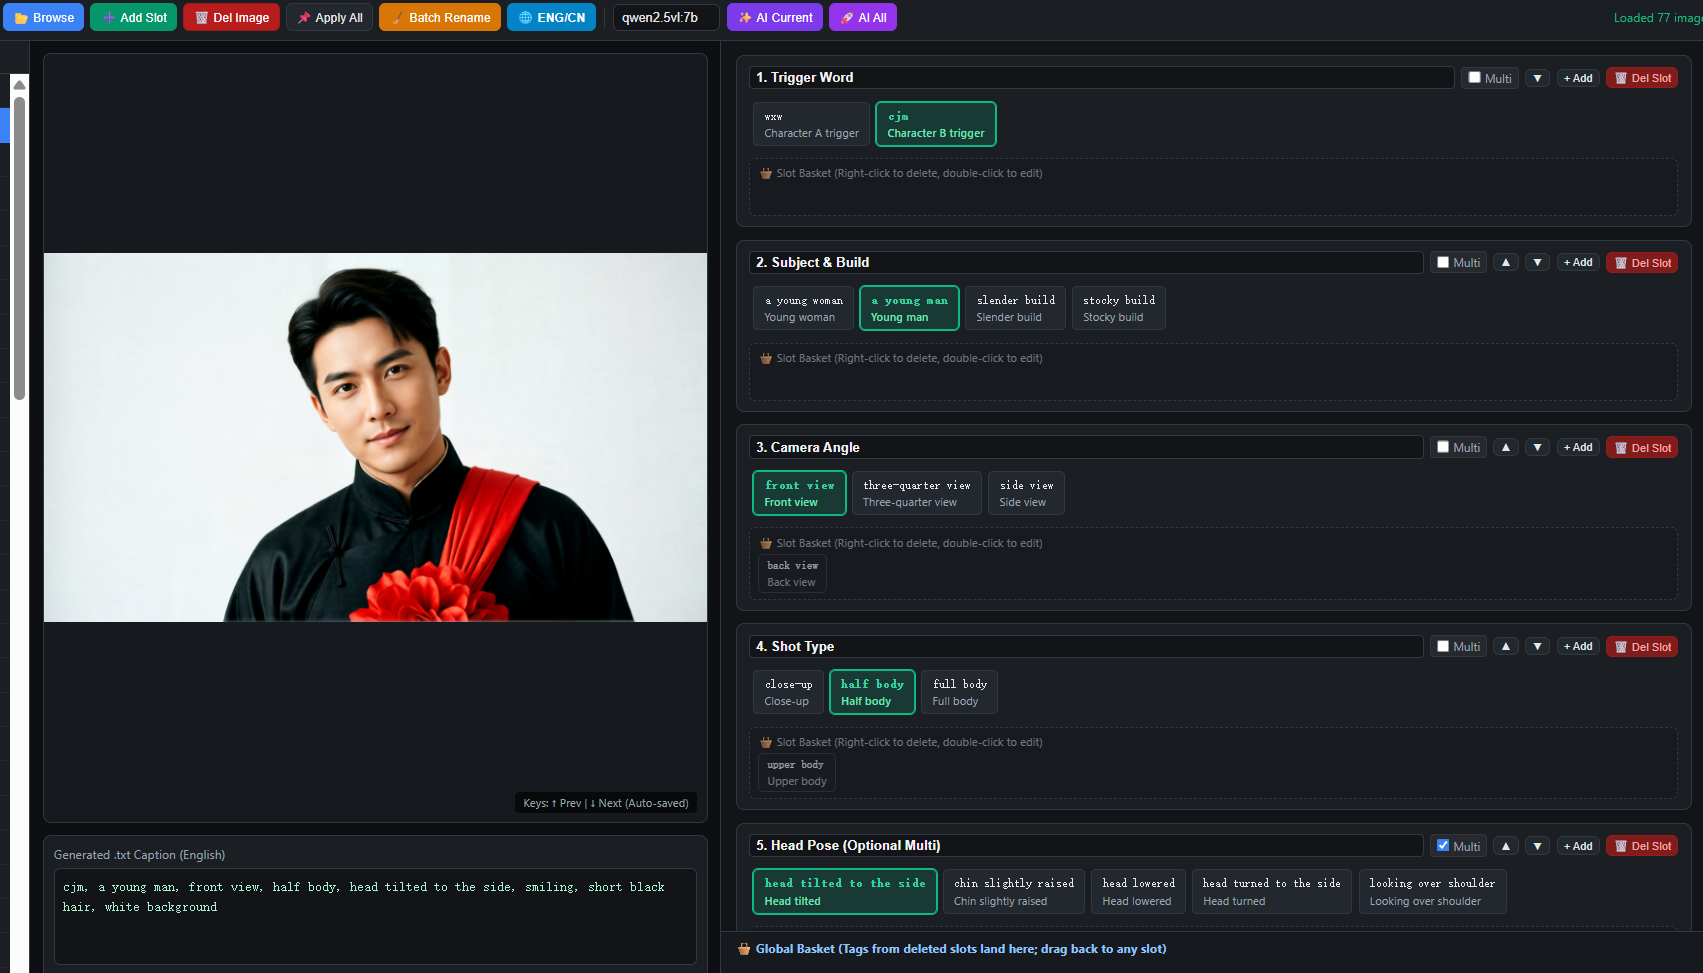 Browse
Add Slot
Del Image
Apply All
Batch Rename
ENG/CN
qwen2.5vl:7b
AI Current
AI All
Loaded 77
Keys: ↑ Prev | ↓ Next (Auto-saved)
Generated .txt Caption (English)
cjm, a young man, front view, half body, head tilted to the side, smiling, short black
hair, white background
1. Trigger Word
Multi
▼
+ Add
Del Slot
wxw
Character A trigger
cjm
Character B trigger
Slot Basket (Right-click to delete, double-click to edit)
2. Subject & Build
Multi
▲
▼
+ Add
Del Slot
a young woman
Young woman
a young man
Young man
slender build
Slender build
stocky build
Stocky build
Slot Basket (Right-click to delete, double-click to edit)
3. Camera Angle
Multi
▲
▼
+ Add
Del Slot
front view
Front view
three-quarter view
Three-quarter view
side view
Side view
Slot Basket (Right-click to delete, double-click to edit)
back view
Back view
4. Shot Type
Multi
▲
▼
+ Add
Del Slot
close-up
Close-up
half body
Half body
full body
Full body
Slot Basket (Right-click to delete, double-click to edit)
upper body
Upper body
5. Head Pose (Optional Multi)
Multi
▲
▼
+ Add
Del Slot
head tilted to the side
Head tilted
chin slightly raised
Chin slightly raised
head lowered
Head lowered
head turned to the side
Head turned
looking over shoulder
Looking over shoulder
Global Basket (Tags from deleted slots land here; drag back to any slot)